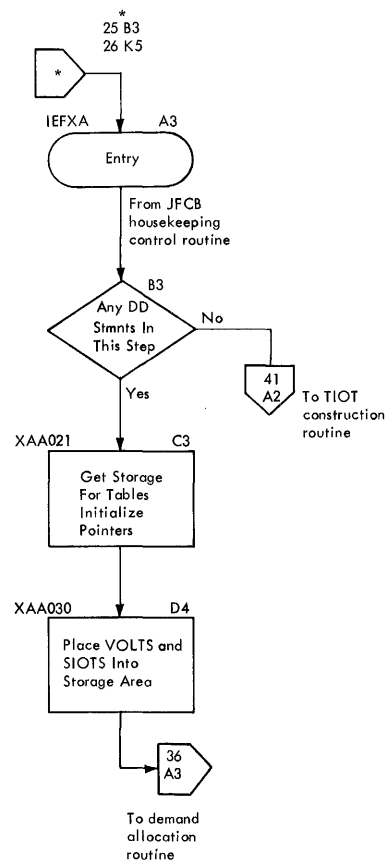 *
25 B3
26 K5
*
IEFXA A3
Entry
From JFCB
housekeeping
control routine
B3
Any DD
Stmnts In
This Step
No
Yes
41
A2
To TIOT
construction
routine
XAA021 C3
Get Storage
For Tables
Initialize
Pointers
XAA030 D4
Place VOLTS and
SIOTS Into
Storage Area
36
A3
To demand
allocation
routine